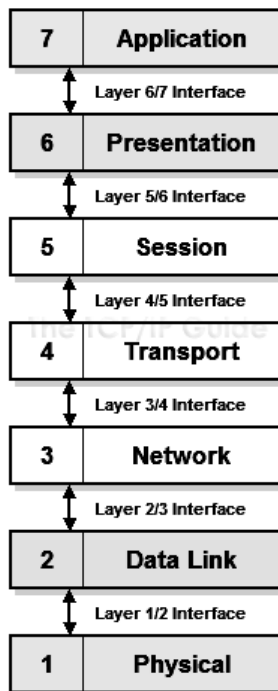 7 Application
Layer 6/7 Interface
6 Presentation
Layer 5/6 Interface
5 Session
Layer 4/5 Interface
The TCP/IP Guide
4 Transport
Layer 3/4 Interface
3 Network
Layer 2/3 Interface
2 Data Link
Layer 1/2 Interface
1 Physical